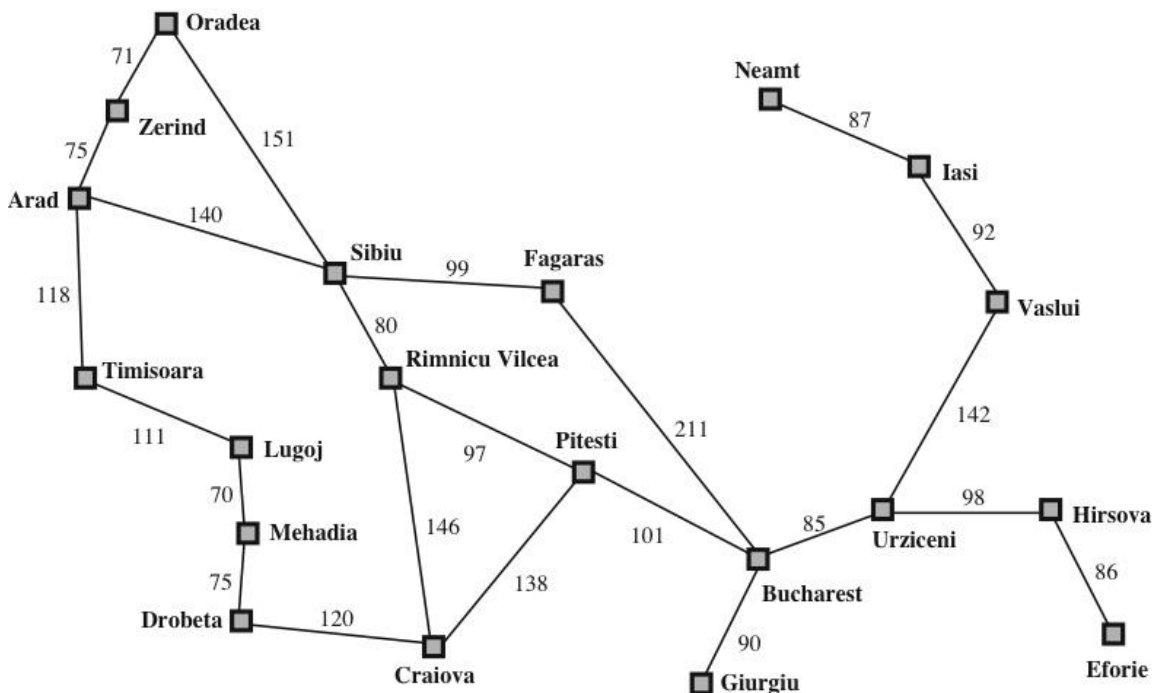 Oradea
71
Neamt
87
Zerind
151
75
Iasi
Arad
140
92
Sibiu
Fagaras
99
118
Vaslui
80
Timisoara
Rimnicu Vilcea
142
111
211
Lugoj
97
Pitesti
70
98
Hirsova
146
101
85
Urziceni
Mehadia
86
75
138
Bucharest
Drobeta
120
90
Craiova
Eforie
Giurgiu